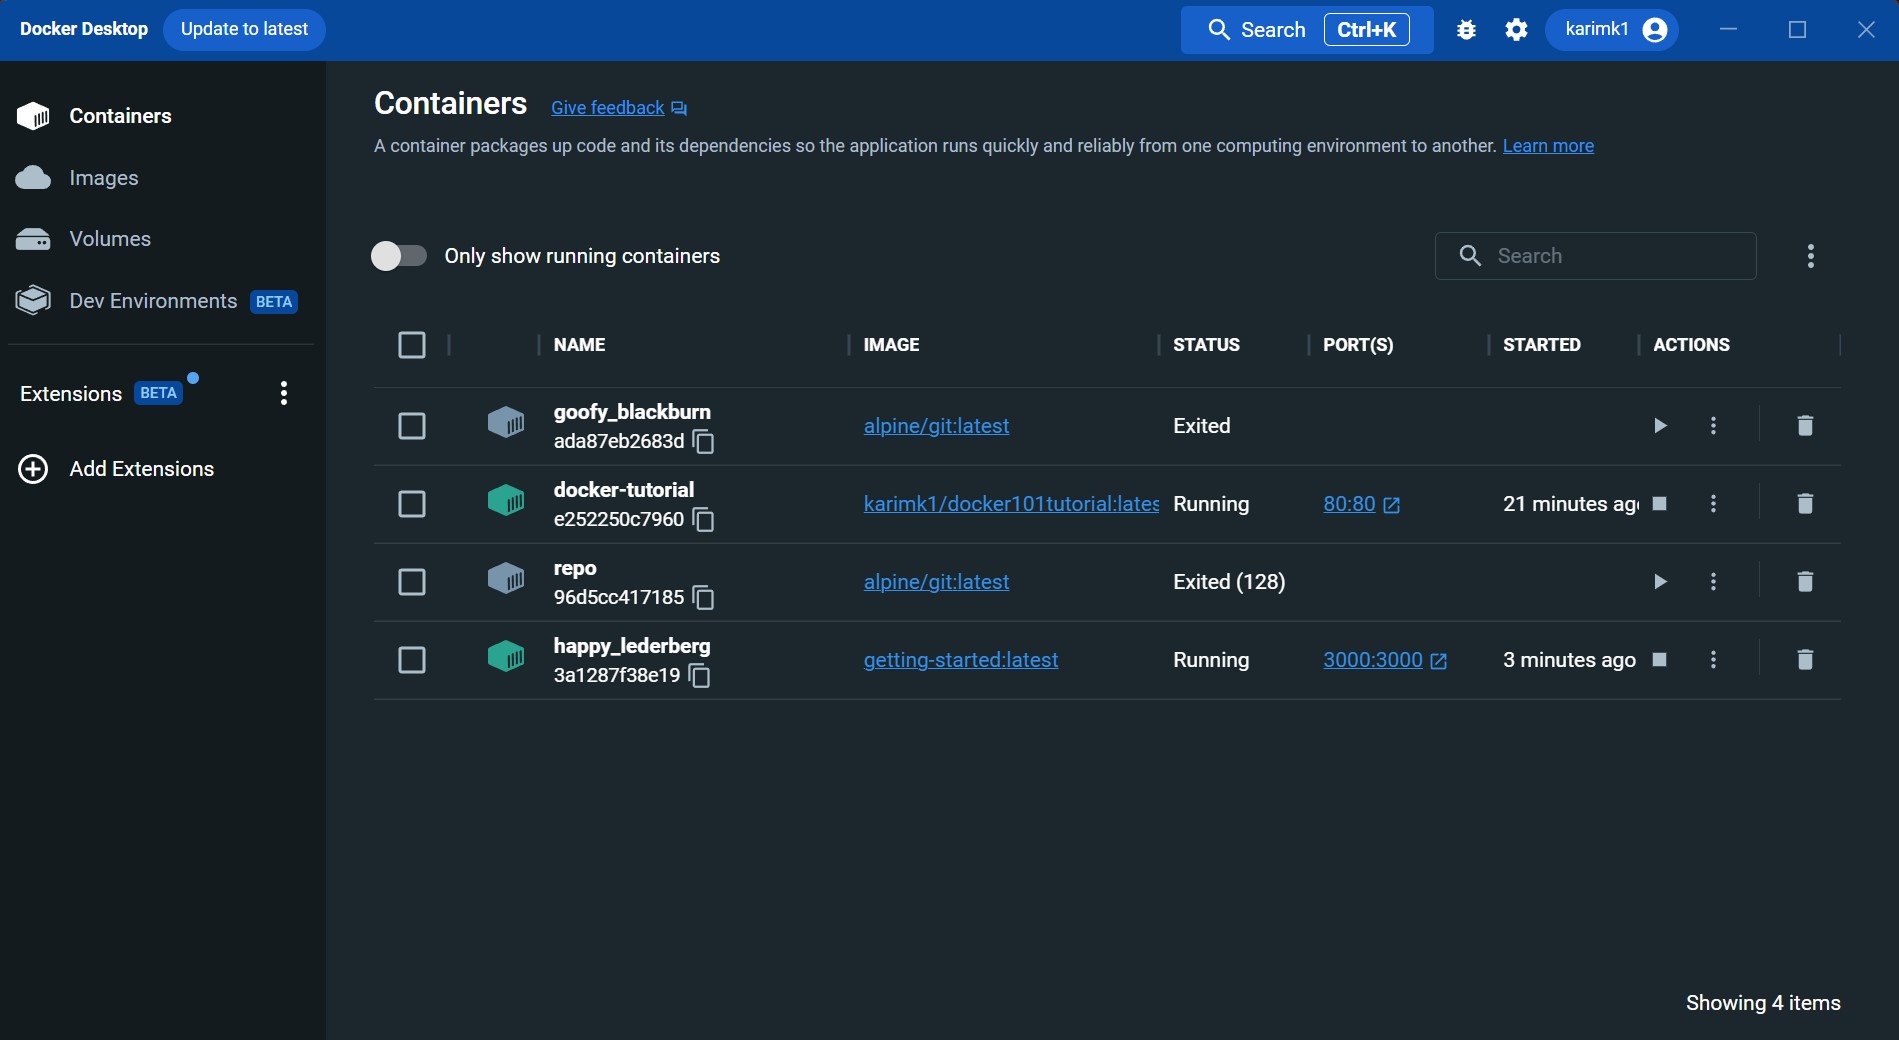 Docker Desktop Update to latest Search Ctrl+K karimk1
Containers
Images
Volumes
Dev Environments BETA
Extensions BETA
Add Extensions
Containers Give feedback
A container packages up code and its dependencies so the application runs quickly and reliably from one computing environment to another. Learn more
Only show running containers Search
NAME IMAGE STATUS PORT(S) STARTED ACTIONS
goofy_blackburn
ada87eb2683d
alpine/git:latest Exited
docker-tutorial
e252250c7960
karimk1/docker101tutorial:lates Running 80:80 21 minutes ag
repo
96d5cc417185
alpine/git:latest Exited (128)
happy_lederberg
3a1287f38e19
getting-started:latest Running 3000:3000 3 minutes ago
Showing 4 items